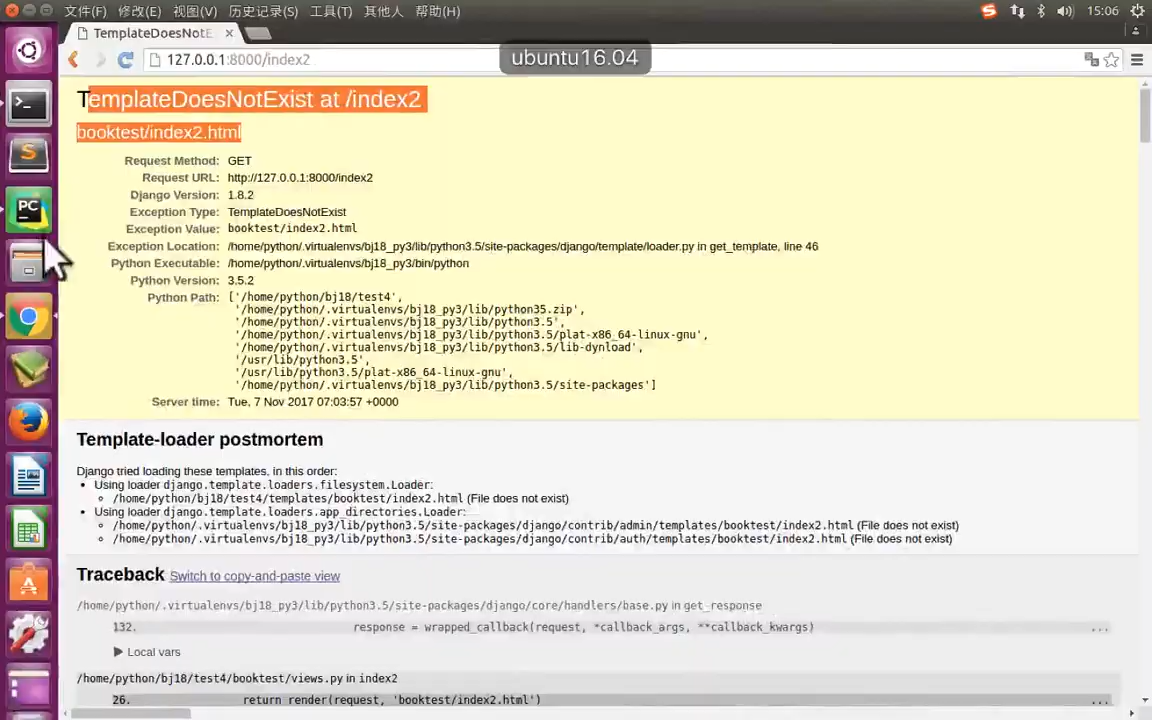 文件(F) 修改(E) 视图(V) 历史记录(S) 工具(T) 其他人 帮助(H)
15:06
TemplateDoesNotE
127.0.0.1:8000/index2
ubuntu16.04
TemplateDoesNotExist at /index2
booktest/index2.html
Request Method: GET
Request URL: http://127.0.0.1:8000/index2
Django Version: 1.8.2
Exception Type: TemplateDoesNotExist
Exception Value: booktest/index2.html
Exception Location: /home/python/.virtualenvs/bj18_py3/lib/python3.5/site-packages/django/template/loader.py in get_template, line 46
Python Executable: /home/python/.virtualenvs/bj18_py3/bin/python
Python Version: 3.5.2
Python Path: ['/home/python/bj18/test4',
'/home/python/.virtualenvs/bj18_py3/lib/python35.zip',
'/home/python/.virtualenvs/bj18_py3/lib/python3.5',
'/home/python/.virtualenvs/bj18_py3/lib/python3.5/plat-x86_64-linux-gnu',
'/home/python/.virtualenvs/bj18_py3/lib/python3.5/lib-dynload',
'/usr/lib/python3.5',
'/usr/lib/python3.5/plat-x86_64-linux-gnu',
'/home/python/.virtualenvs/bj18_py3/lib/python3.5/site-packages']
Server time: Tue, 7 Nov 2017 07:03:57 +0000
Template-loader postmortem
Django tried loading these templates, in this order:
Using loader django.template.loaders.filesystem.Loader:
/home/python/bj18/test4/templates/booktest/index2.html (File does not exist)
Using loader django.template.loaders.app_directories.Loader:
/home/python/.virtualenvs/bj18_py3/lib/python3.5/site-packages/django/contrib/admin/templates/booktest/index2.html (File does not exist)
/home/python/.virtualenvs/bj18_py3/lib/python3.5/site-packages/django/contrib/auth/templates/booktest/index2.html (File does not exist)
Traceback Switch to copy-and-paste view
/home/python/.virtualenvs/bj18_py3/lib/python3.5/site-packages/django/core/handlers/base.py in get_response
132. response = wrapped_callback(request, *callback_args, **callback_kwargs) ...
▶ Local vars
/home/python/bj18/test4/booktest/views.py in index2
26. return render(request, 'booktest/index2.html') ...